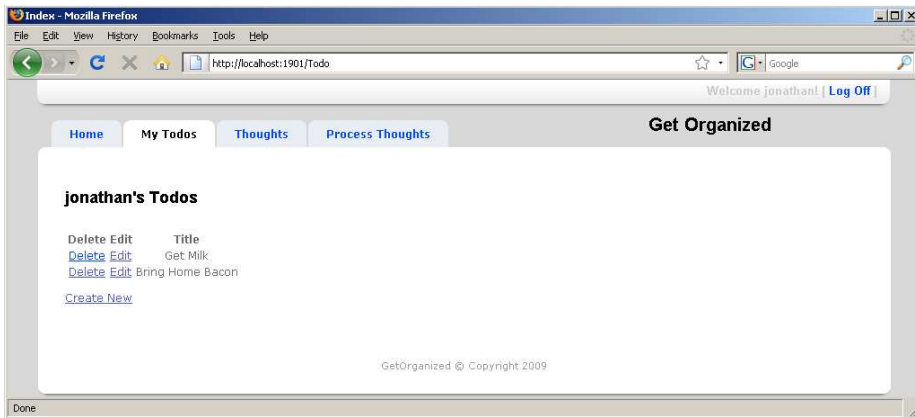 Index - Mozilla Firefox
File Edit View History Bookmarks Tools Help
http://localhost:1901/Todo
G Google
Welcome jonathan! [ Log Off ]
Home My Todos Thoughts Process Thoughts
Get Organized
jonathan's Todos
Delete Edit Title
Delete Edit Get Milk
Delete Edit Bring Home Bacon
Create New
GetOrganized © Copyright 2009
Done